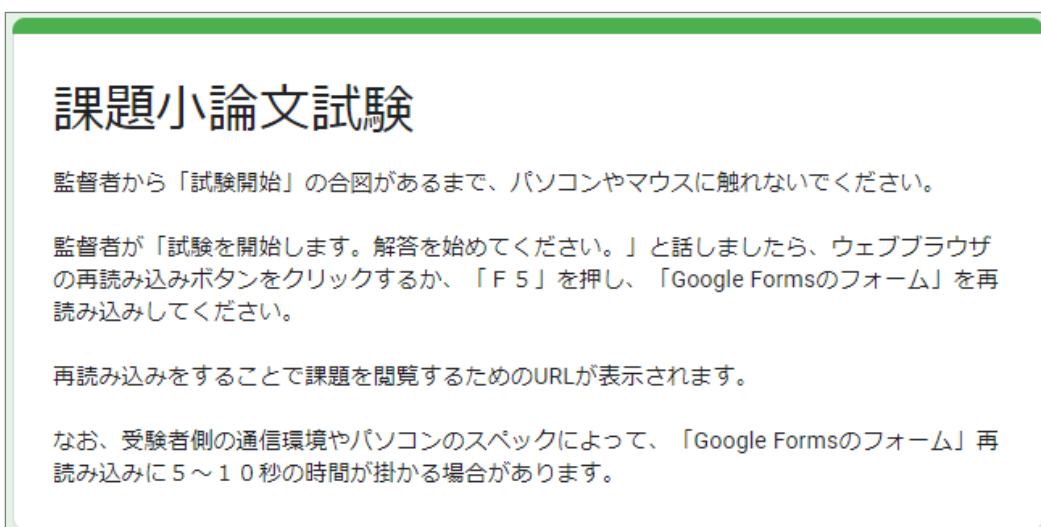 課題小論文試験
監督者から「試験開始」の合図があるまで、パソコンやマウスに触れないでください。
監督者が「試験を開始します。解答を始めてください。」と話しましたら、ウェブブラウザ
の再読み込みボタンをクリックするか、「Ｆ５」を押し、「Google Formsのフォーム」を再
読み込みしてください。
再読み込みをすることで課題を閲覧するためのURLが表示されます。
なお、受験者側の通信環境やパソコンのスペックによって、「Google Formsのフォーム」再
読み込みに５～１０秒の時間が掛かる場合があります。